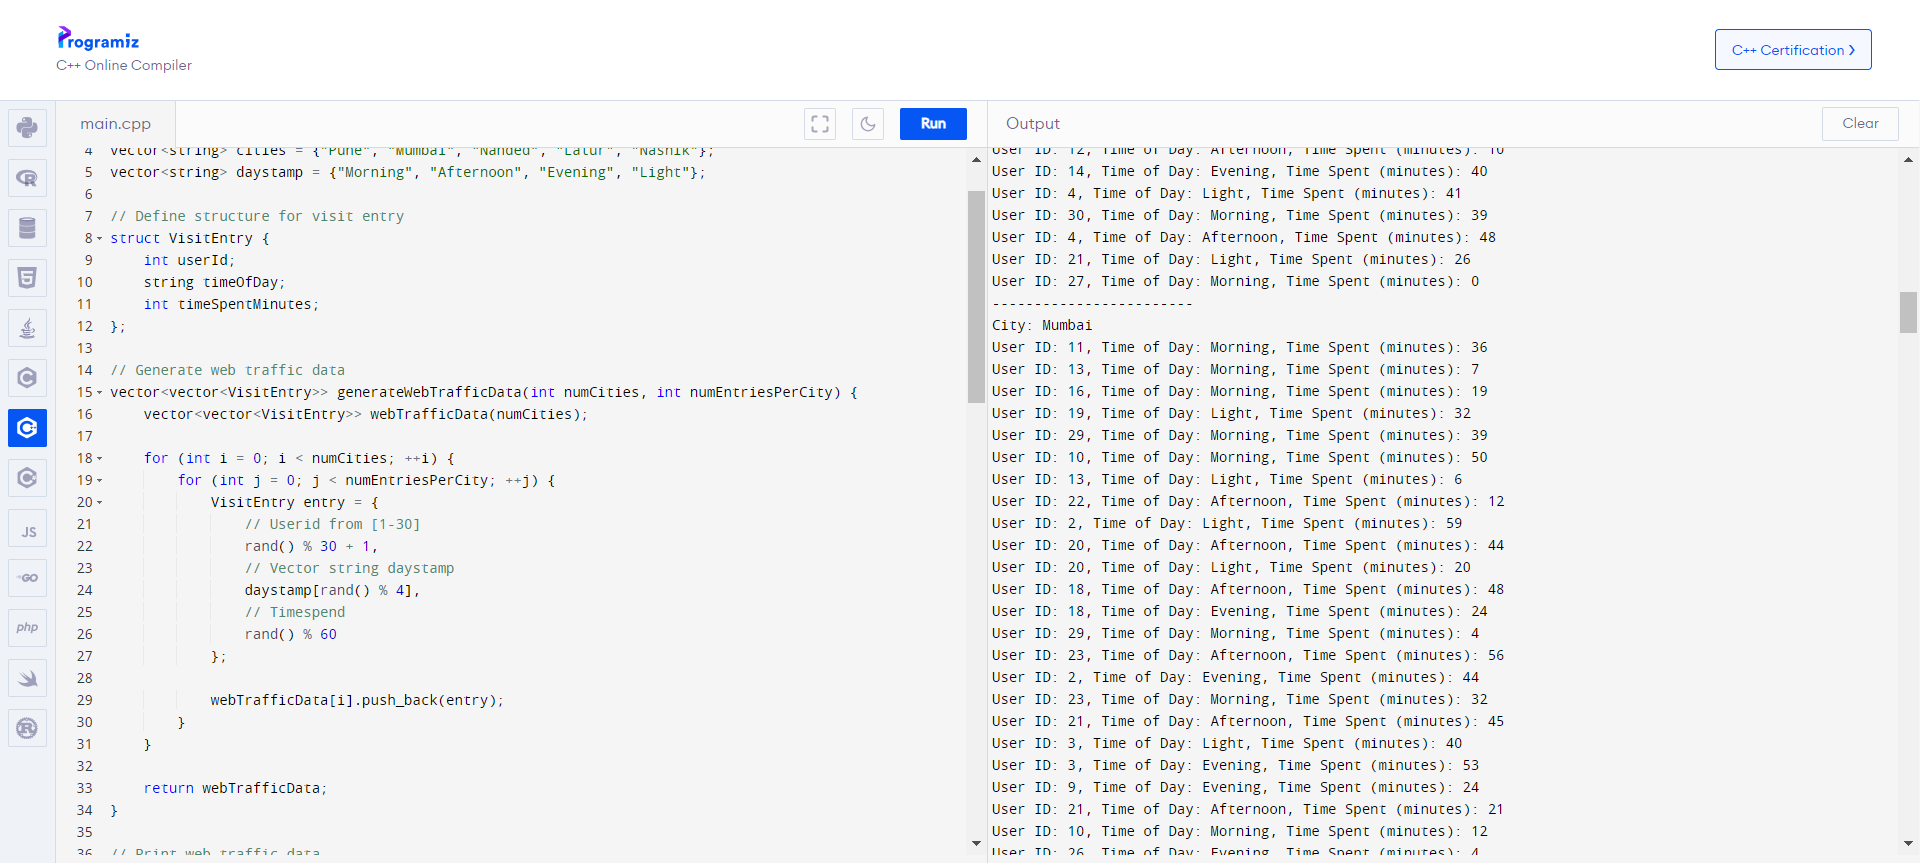 Programiz
C++ Online Compiler
C++ Certification
main.cpp
Run
Output
Clear
4 vector<string> cities = {"Pune", "Mumbai", "Nanded", "Latur", "Nashik"};
5 vector<string> daystamp = {"Morning", "Afternoon", "Evening", "Light"};
6
7 // Define structure for visit entry
8 struct VisitEntry {
9     int userId;
10     string timeOfDay;
11     int timeSpentMinutes;
12 };
13
14 // Generate web traffic data
15 vector<vector<VisitEntry>> generateWebTrafficData(int numCities, int numEntriesPerCity) {
16     vector<vector<VisitEntry>> webTrafficData(numCities);
17
18     for (int i = 0; i < numCities; ++i) {
19         for (int j = 0; j < numEntriesPerCity; ++j) {
20             VisitEntry entry = {
21                 // Userid from [1-30]
22                 rand() % 30 + 1,
23                 // Vector string daystamp
24                 daystamp[rand() % 4],
25                 // Timespend
26                 rand() % 60
27             };
28
29             webTrafficData[i].push_back(entry);
30         }
31     }
32
33     return webTrafficData;
34 }
35
36 // Print web traffic data
User ID: 12, Time of Day: Afternoon, Time Spent (minutes): 10
User ID: 14, Time of Day: Evening, Time Spent (minutes): 40
User ID: 4, Time of Day: Light, Time Spent (minutes): 41
User ID: 30, Time of Day: Morning, Time Spent (minutes): 39
User ID: 4, Time of Day: Afternoon, Time Spent (minutes): 48
User ID: 21, Time of Day: Light, Time Spent (minutes): 26
User ID: 27, Time of Day: Morning, Time Spent (minutes): 0
------------------------
City: Mumbai
User ID: 11, Time of Day: Morning, Time Spent (minutes): 36
User ID: 13, Time of Day: Morning, Time Spent (minutes): 7
User ID: 16, Time of Day: Morning, Time Spent (minutes): 19
User ID: 19, Time of Day: Light, Time Spent (minutes): 32
User ID: 29, Time of Day: Morning, Time Spent (minutes): 39
User ID: 10, Time of Day: Morning, Time Spent (minutes): 50
User ID: 13, Time of Day: Light, Time Spent (minutes): 6
User ID: 22, Time of Day: Afternoon, Time Spent (minutes): 12
User ID: 2, Time of Day: Light, Time Spent (minutes): 59
User ID: 20, Time of Day: Afternoon, Time Spent (minutes): 44
User ID: 20, Time of Day: Light, Time Spent (minutes): 20
User ID: 18, Time of Day: Afternoon, Time Spent (minutes): 48
User ID: 18, Time of Day: Evening, Time Spent (minutes): 24
User ID: 29, Time of Day: Morning, Time Spent (minutes): 4
User ID: 23, Time of Day: Afternoon, Time Spent (minutes): 56
User ID: 2, Time of Day: Evening, Time Spent (minutes): 44
User ID: 23, Time of Day: Morning, Time Spent (minutes): 32
User ID: 21, Time of Day: Afternoon, Time Spent (minutes): 45
User ID: 3, Time of Day: Light, Time Spent (minutes): 40
User ID: 3, Time of Day: Evening, Time Spent (minutes): 53
User ID: 9, Time of Day: Evening, Time Spent (minutes): 24
User ID: 21, Time of Day: Afternoon, Time Spent (minutes): 21
User ID: 10, Time of Day: Morning, Time Spent (minutes): 12
User ID: 26, Time of Day: Evening, Time Spent (minutes): 4
R
5
C
C
C
JS
GO
php
R